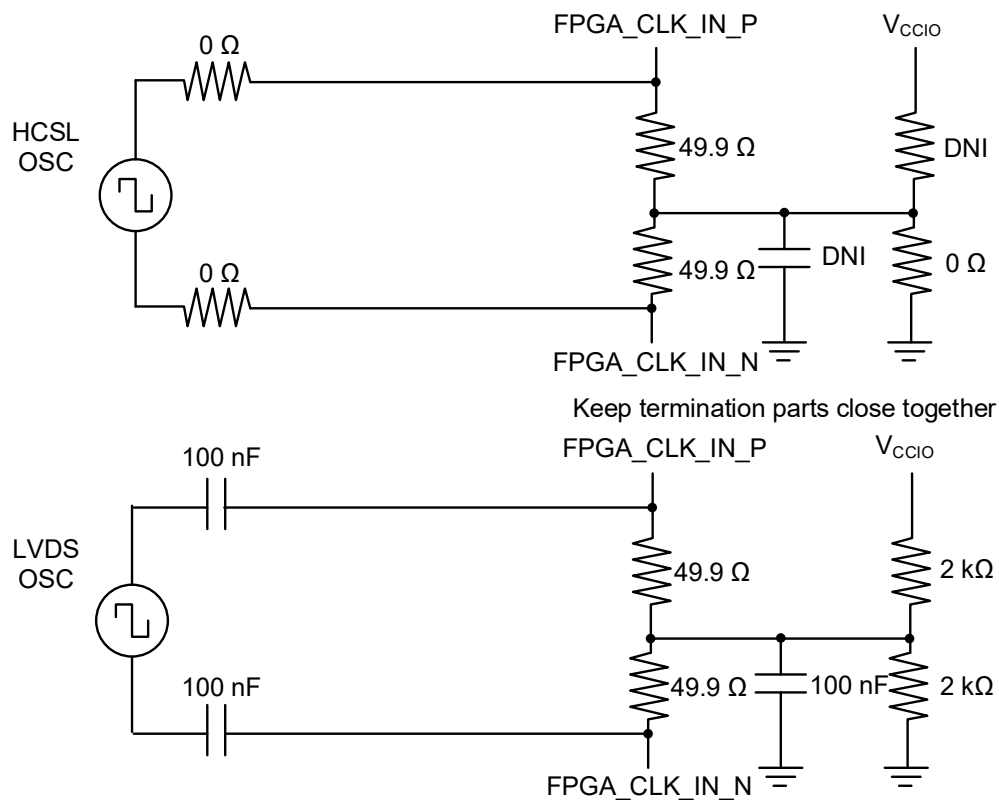 FPGA_CLK_IN_P
V_CCIO
0 Ω
HCSL
OSC
49.9 Ω
DNI
0 Ω
49.9 Ω
DNI
0 Ω
FPGA_CLK_IN_N
Keep termination parts close together
FPGA_CLK_IN_P
V_CCIO
100 nF
LVDS
OSC
49.9 Ω
2 kΩ
100 nF
49.9 Ω
100 nF
2 kΩ
FPGA_CLK_IN_N